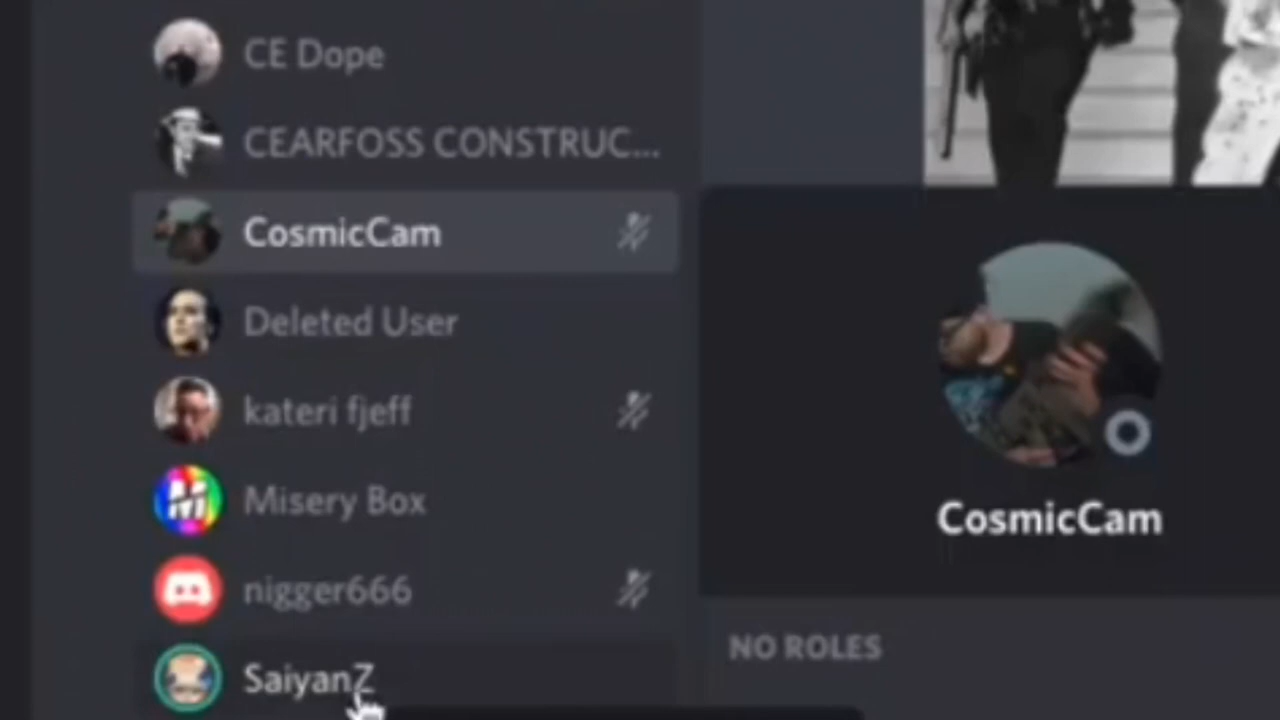 CE Dope
CEARFOSS CONSTRUC...
CosmicCam
Deleted User
kateri fjeff
Misery Box
nigger666
SaiyanZ
CosmicCam
NO ROLES